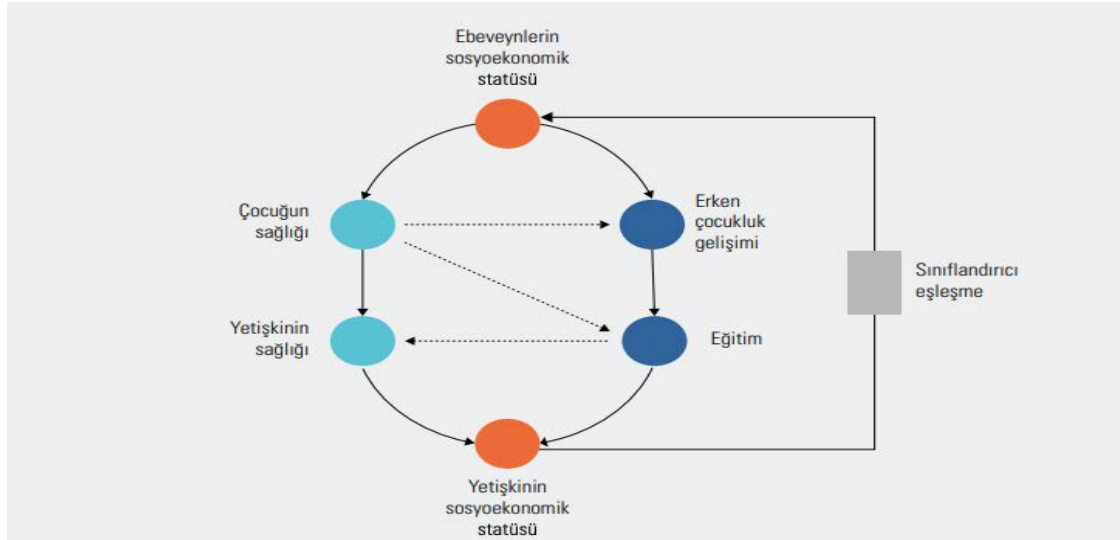 Ebeveynlerin
sosyoekonomik
statüsü
Çocuğun
sağlığı
Erken
çocukluk
gelişimi
Sınıflandırıcı
eşleşme
Yetişkinin
sağlığı
Eğitim
Yetişkinin
sosyoekonomik
statüsü